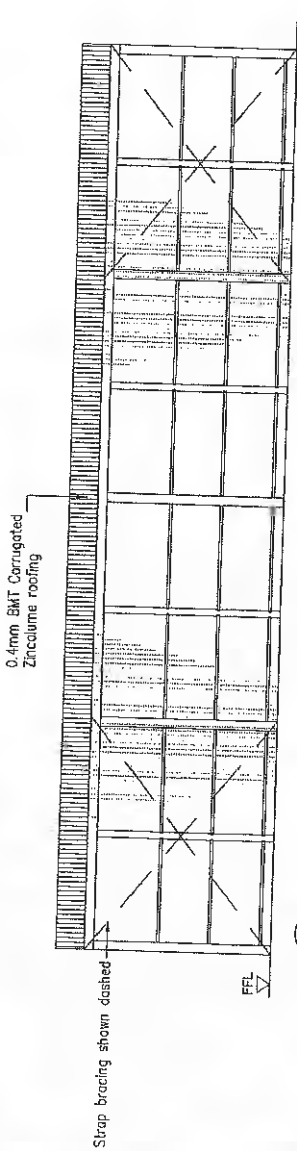 0.4mm BMT Corrugated
Zincalume roofing
Strap bracing shown dashed
FFL